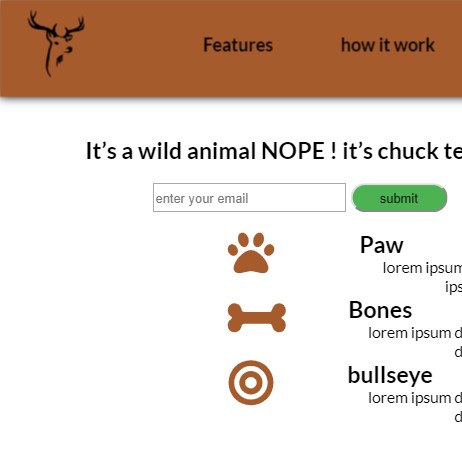 Features how it work
It's a wild animal NOPE ! it's chuck te
enter your email submit
Paw
lorem ipsum
ips
Bones
lorem ipsum d
d
bullseye
lorem ipsum d
d